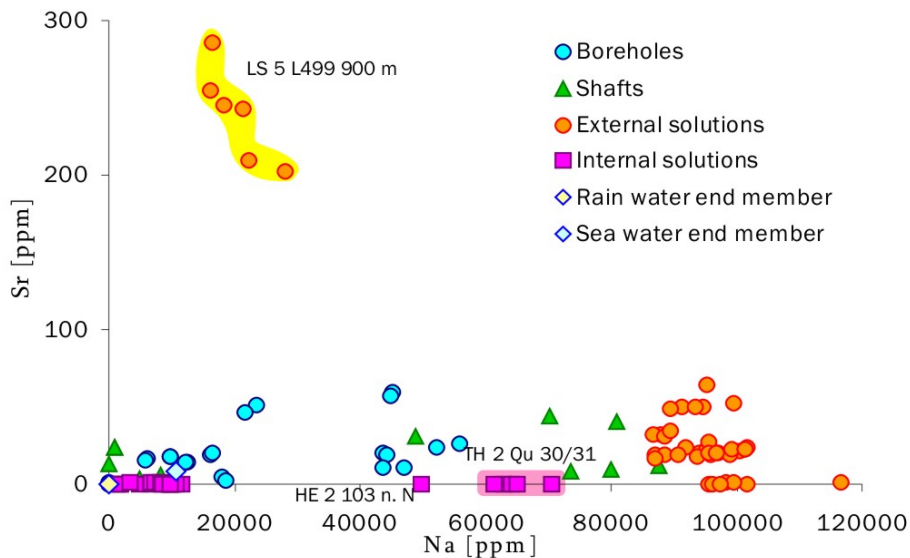 300
LS 5 L499 900 m
Boreholes
Shafts
External solutions
200
Internal solutions
Rain water end member
Sea water end member
Sr [ppm]
100
TH 2 Qu 30/31
0
HE 2 103 n. N
0 20000 40000 60000 80000 100000 120000
Na [ppm]